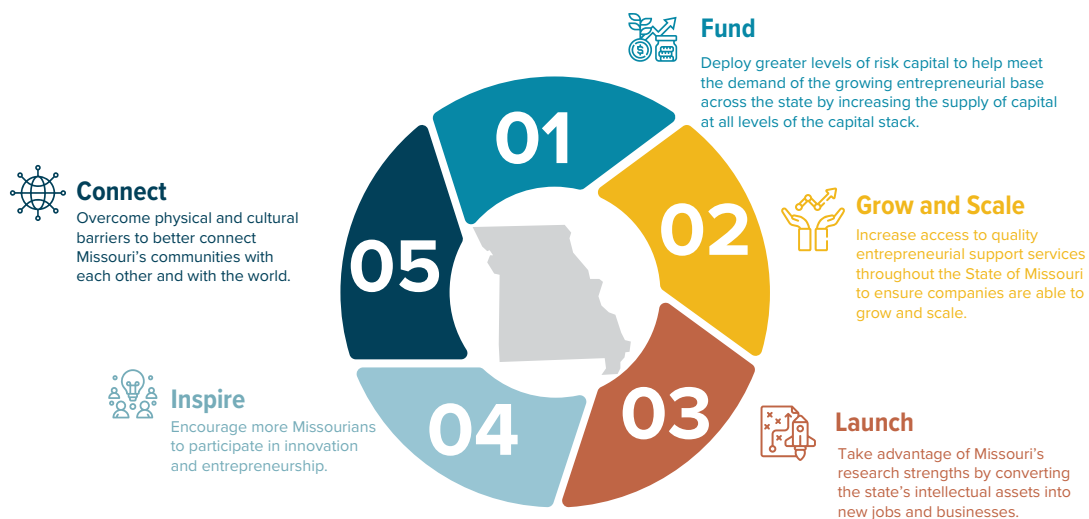 01
Fund
Deploy greater levels of risk capital to help meet
the demand of the growing entrepreneurial base
across the state by increasing the supply of capital
at all levels of the capital stack.
02
Grow and Scale
Increase access to quality
entrepreneurial support services
throughout the State of Missouri
to ensure companies are able to
grow and scale.
03
Launch
Take advantage of Missouri’s
research strengths by converting
the state’s intellectual assets into
new jobs and businesses.
04
Inspire
Encourage more Missourians
to participate in innovation
and entrepreneurship.
05
Connect
Overcome physical and cultural
barriers to better connect
Missouri’s communities with
each other and with the world.
$